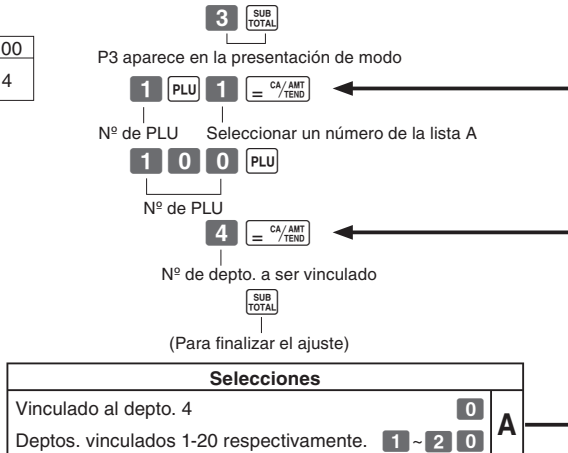 3 SUB TOTAL
P3 aparece en la presentación de modo
00
4
1 PLU 1 = CA/AMT TEND
Nº de PLU Seleccionar un número de la lista A
1 0 0 PLU
Nº de PLU
4 = CA/AMT TEND
Nº de depto. a ser vinculado
SUB TOTAL
(Para finalizar el ajuste)
Selecciones
Vinculado al depto. 4 0
Deptos. vinculados 1-20 respectivamente. 1 ~ 2 0
A